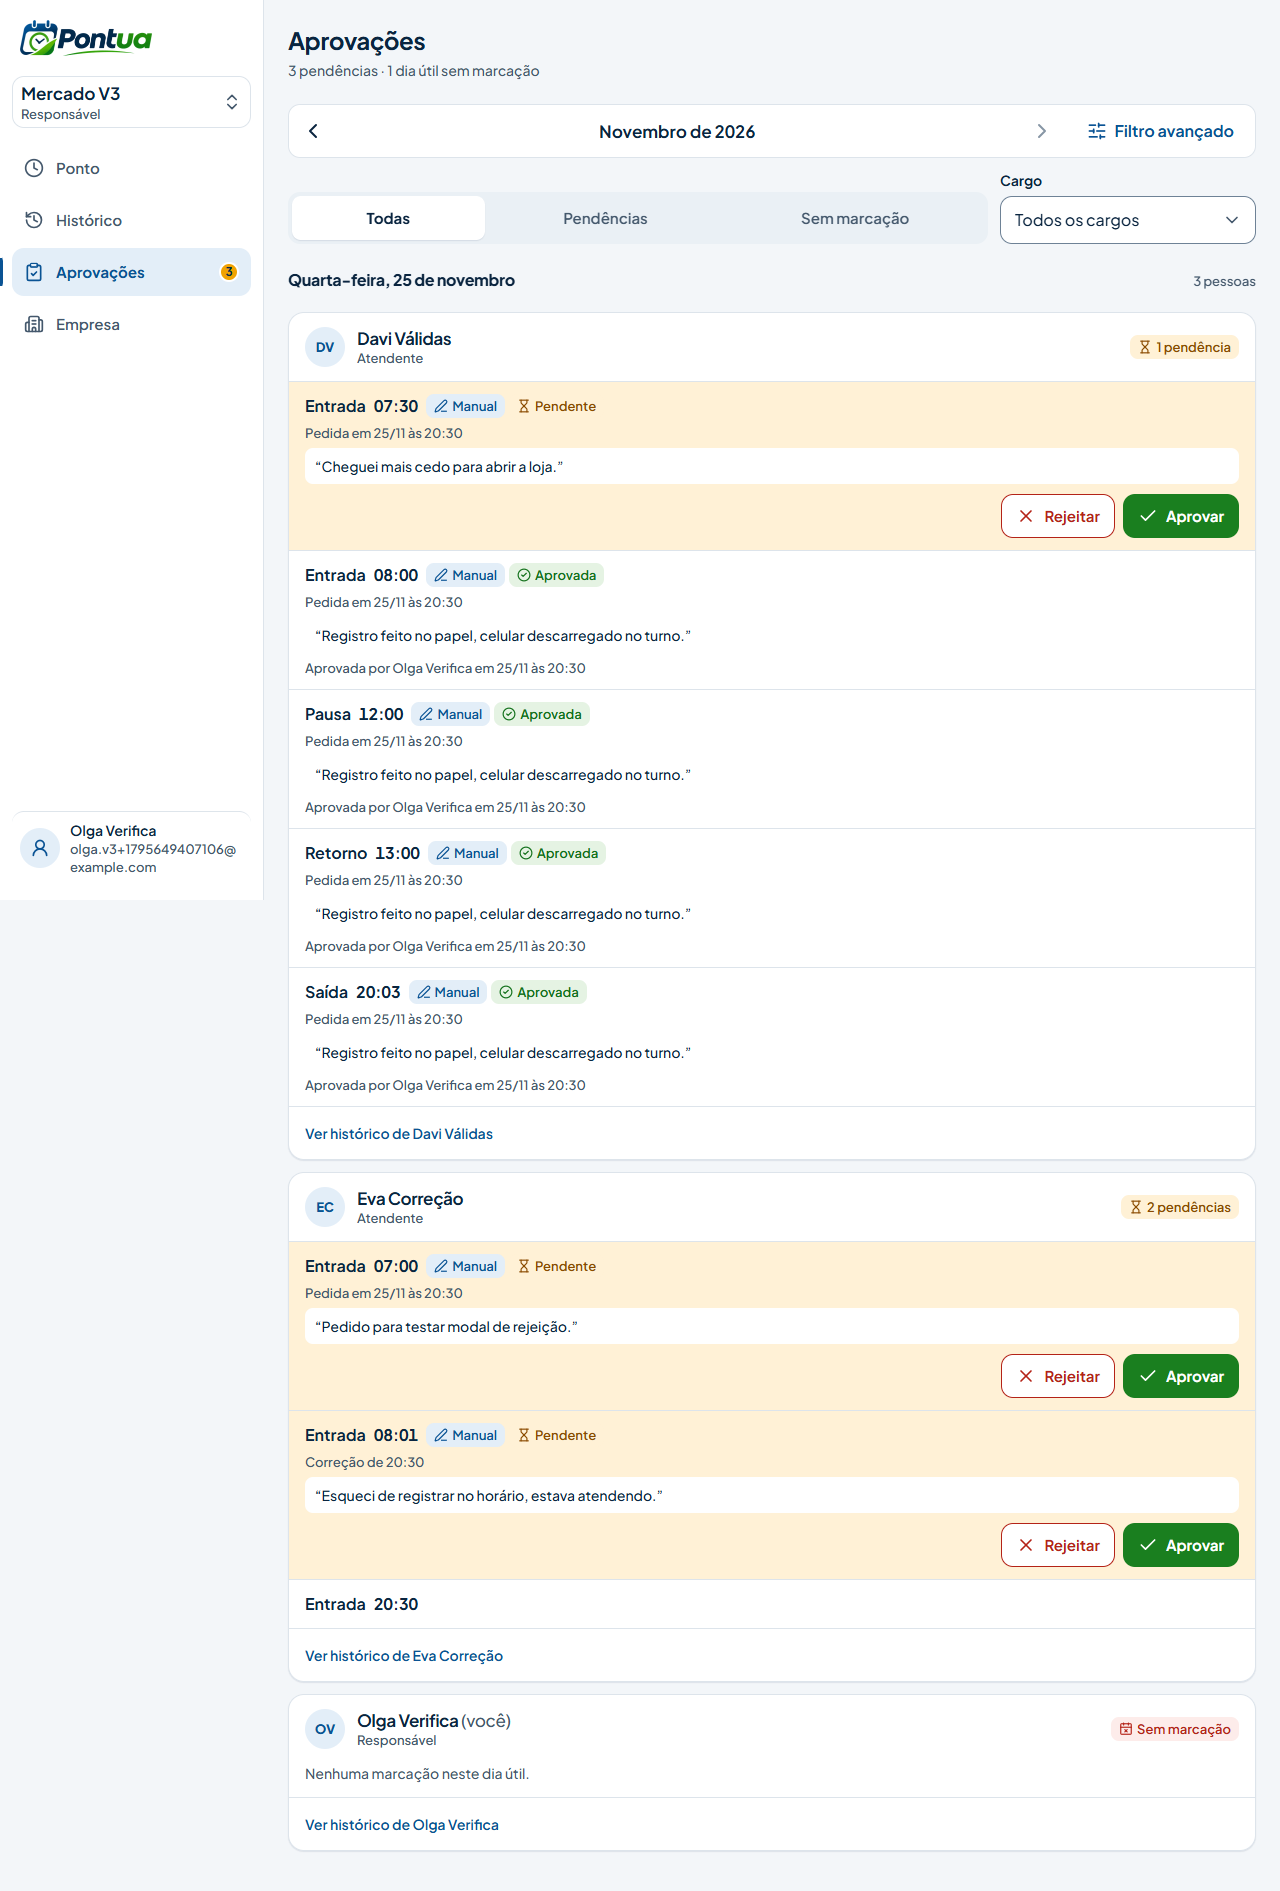 Pontua
Mercado V3
Responsável
Ponto
Histórico
Aprovações
3
Empresa
Olga Verifica
olga.v3+1795649407106@
example.com
Aprovações
3 pendências · 1 dia útil sem marcação
Novembro de 2026
Filtro avançado
Todas
Pendências
Sem marcação
Cargo
Todos os cargos
Quarta-feira, 25 de novembro
3 pessoas
DV
Davi Válidas
Atendente
1 pendência
Entrada 07:30 Manual Pendente
Pedida em 25/11 às 20:30
“Cheguei mais cedo para abrir a loja.”
Rejeitar
Aprovar
Entrada 08:00 Manual Aprovada
Pedida em 25/11 às 20:30
“Registro feito no papel, celular descarregado no turno.”
Aprovada por Olga Verifica em 25/11 às 20:30
Pausa 12:00 Manual Aprovada
Pedida em 25/11 às 20:30
“Registro feito no papel, celular descarregado no turno.”
Aprovada por Olga Verifica em 25/11 às 20:30
Retorno 13:00 Manual Aprovada
Pedida em 25/11 às 20:30
“Registro feito no papel, celular descarregado no turno.”
Aprovada por Olga Verifica em 25/11 às 20:30
Saída 20:03 Manual Aprovada
Pedida em 25/11 às 20:30
“Registro feito no papel, celular descarregado no turno.”
Aprovada por Olga Verifica em 25/11 às 20:30
Ver histórico de Davi Válidas
EC
Eva Correção
Atendente
2 pendências
Entrada 07:00 Manual Pendente
Pedida em 25/11 às 20:30
“Pedido para testar modal de rejeição.”
Rejeitar
Aprovar
Entrada 08:01 Manual Pendente
Correção de 20:30
“Esqueci de registrar no horário, estava atendendo.”
Rejeitar
Aprovar
Entrada 20:30
Ver histórico de Eva Correção
OV
Olga Verifica (você)
Responsável
Sem marcação
Nenhuma marcação neste dia útil.
Ver histórico de Olga Verifica